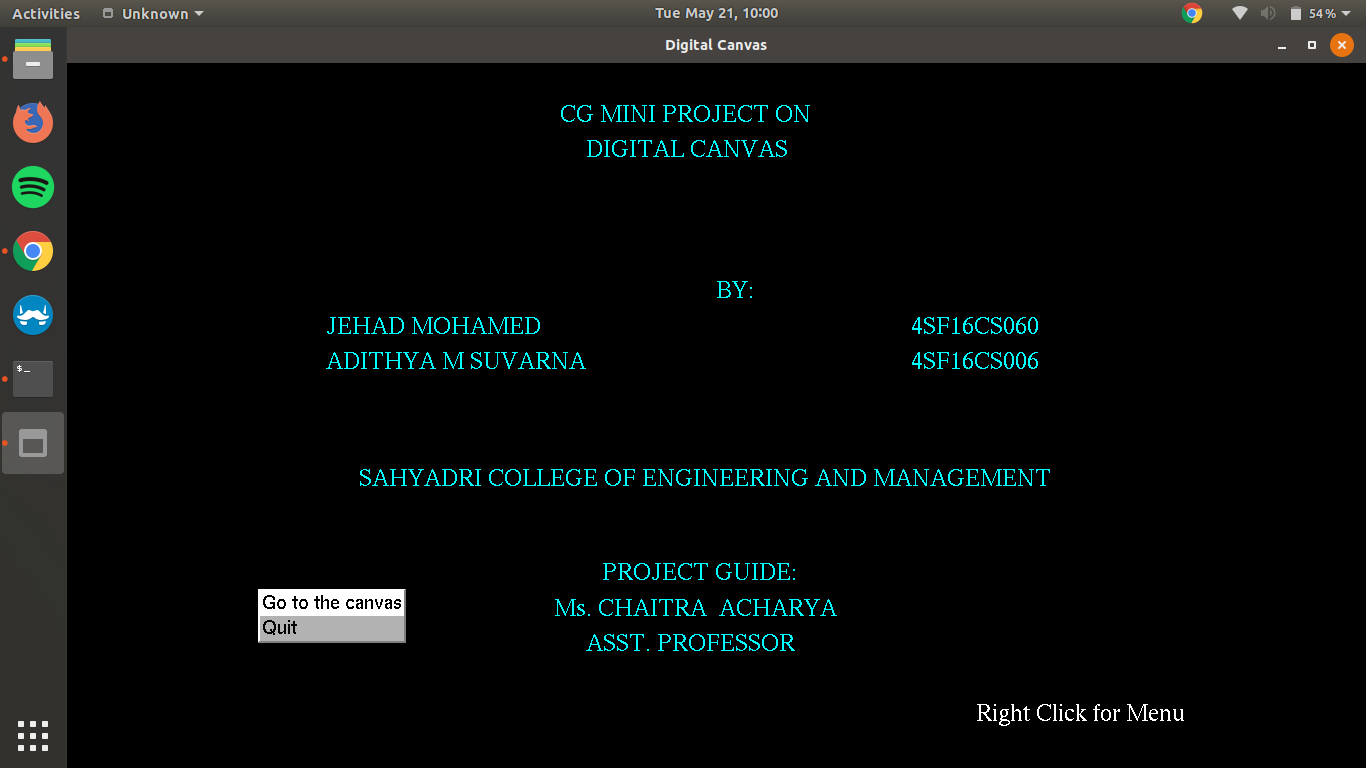 Activities Unknown Tue May 21, 10:00 54%
Digital Canvas
CG MINI PROJECT ON
DIGITAL CANVAS
BY:
JEHAD MOHAMED 4SF16CS060
ADITHYA M SUVARNA 4SF16CS006
$_
SAHYADRI COLLEGE OF ENGINEERING AND MANAGEMENT
PROJECT GUIDE:
Go to the canvas
Ms. CHAITRA ACHARYA
Quit
ASST. PROFESSOR
Right Click for Menu